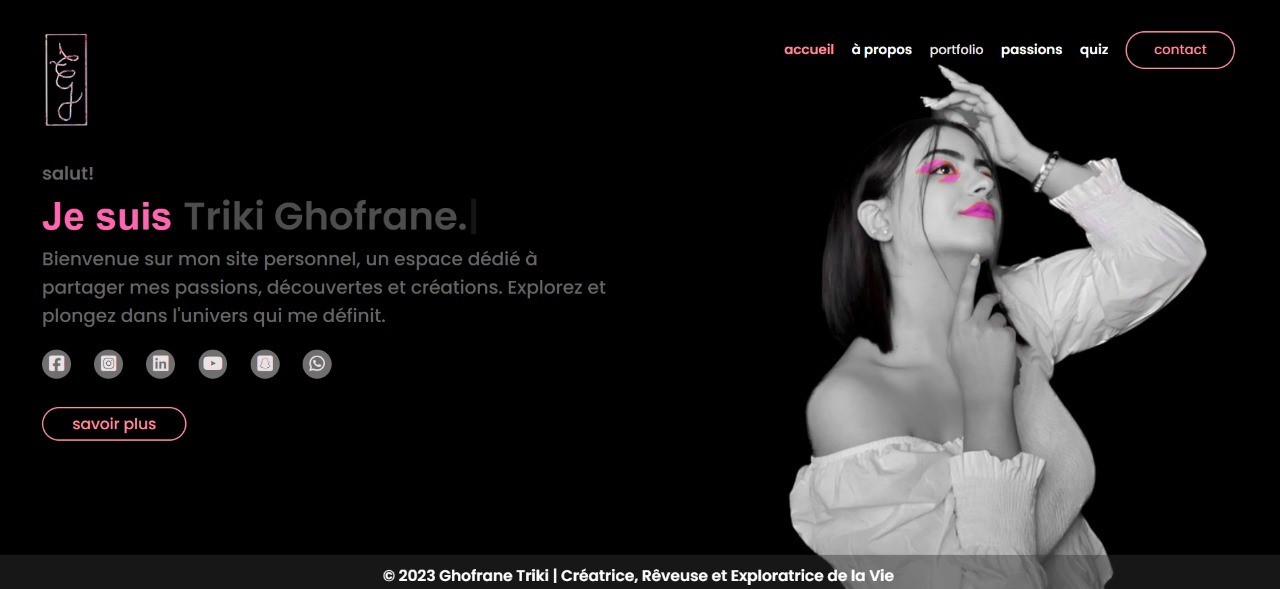 accueil à propos portfolio passions quiz contact
salut!
Je suis Triki Ghofrane.
Bienvenue sur mon site personnel, un espace dédié à
partager mes passions, découvertes et créations. Explorez et
plongez dans l'univers qui me définit.
savoir plus
© 2023 Ghofrane Triki | Créatrice, Rêveuse et Exploratrice de la Vie